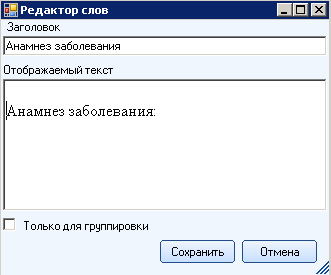 Редактор слов
Заголовок
Анамнез заболевания
Отображаемый текст
Анамнез заболевания:
Только для группировки
Сохранить
Отмена